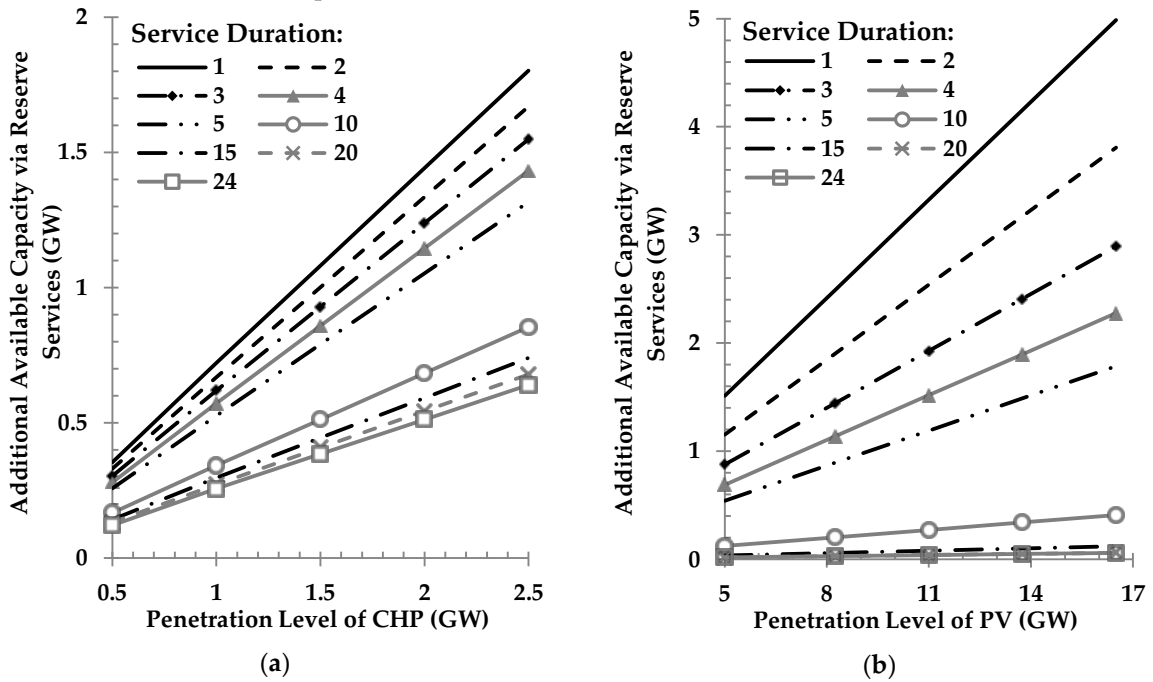 Additional Available Capacity via Reserve
Services (GW)
2
1.5
1
0.5
0
Service Duration:
1 2
3 4
5 10
15 20
24
0.5 1 1.5 2 2.5
Penetration Level of CHP (GW)
(a)
Additional Available Capacity via Reserve
Services (GW)
5
4
3
2
1
0
Service Duration:
1 2
3 4
5 10
15 20
24
5 8 11 14 17
Penetration Level of PV (GW)
(b)